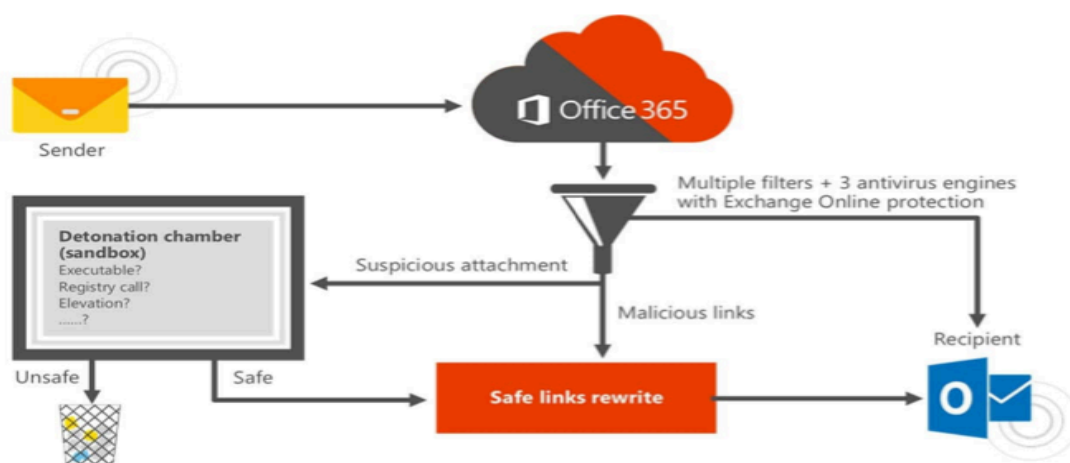 Office 365
Sender
Multiple filters + 3 antivirus engines
with Exchange Online protection
Detonation chamber
(sandbox)
Executable?
Registry call?
Elevation?
......?
Suspicious attachment
Malicious links
Recipient
Unsafe
Safe
Safe links rewrite
O